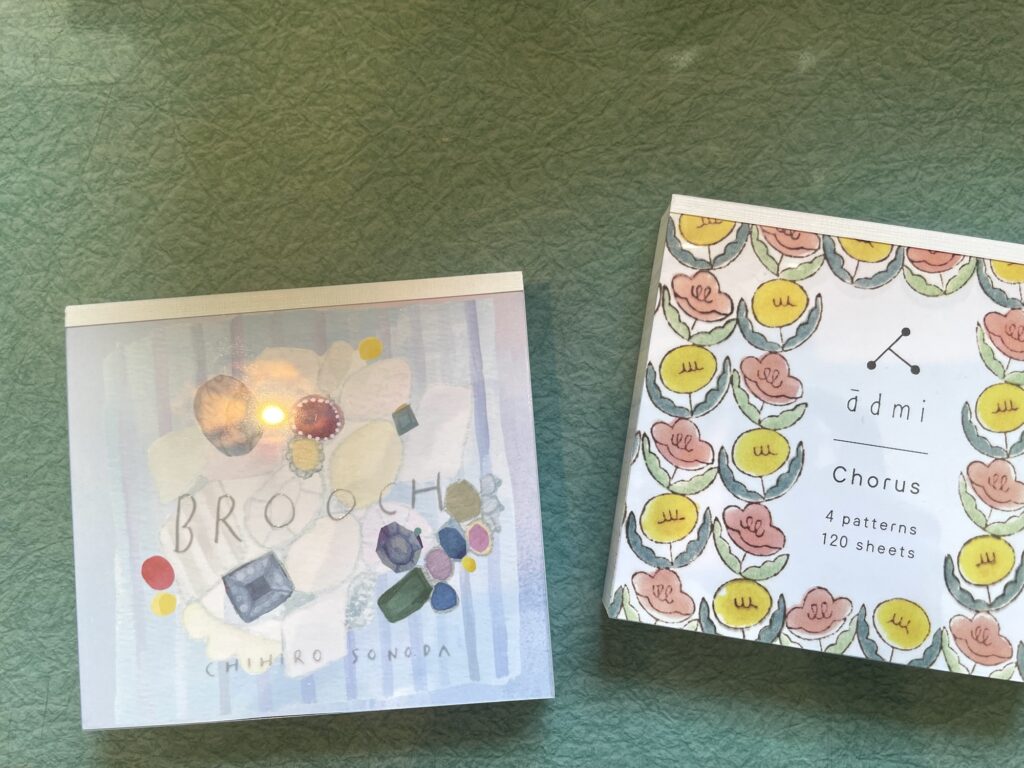 BROOCH
CHIHIRO SONODA
ādmi
Chorus
4 patterns
120 sheets